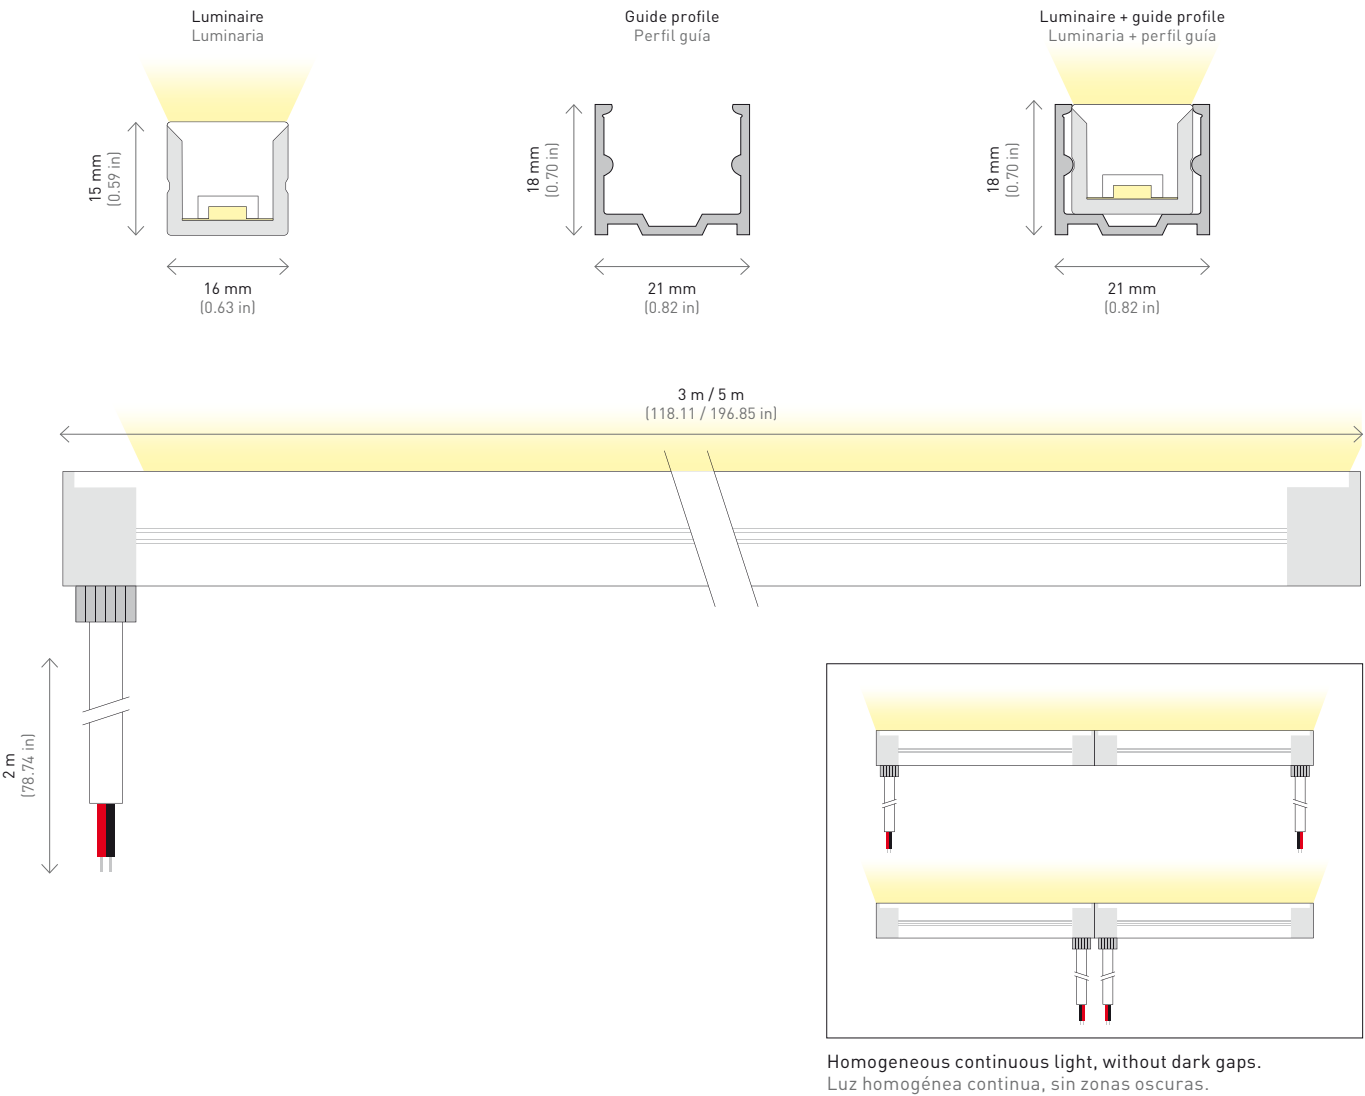 Luminaire
Luminaria
Guide profile
Perfil guía
Luminaire + guide profile
Luminaria + perfil guía
15 mm
(0.59 in)
16 mm
(0.63 in)
18 mm
(0.70 in)
21 mm
(0.82 in)
18 mm
(0.70 in)
21 mm
(0.82 in)
3 m / 5 m
(118.11 / 196.85 in)
2 m
(78.74 in)
Homogeneous continuous light, without dark gaps.
Luz homogénea continua, sin zonas oscuras.